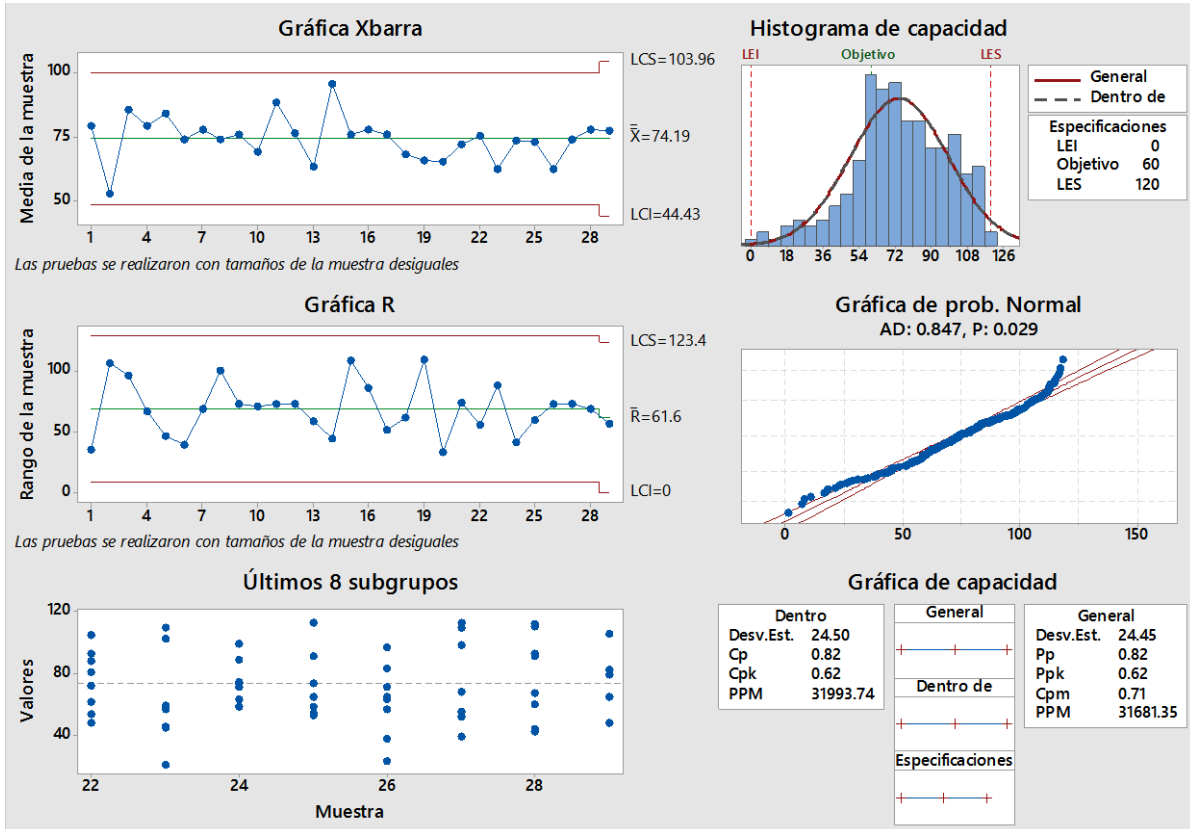 Gráfica Xbarra
Media de la muestra
100
75
50
1 4 7 10 13 16 19 22 25 28
LCS=103.96
X=74.19
LCI=44.43
Las pruebas se realizaron con tamaños de la muestra desiguales
Histograma de capacidad
LEI Objetivo LES
0 18 36 54 72 90 108 126
General
Dentro de
Especificaciones
LEI 0
Objetivo 60
LES 120
Gráfica R
Rango de la muestra
100
50
0
1 4 7 10 13 16 19 22 25 28
LCS=123.4
R=61.6
LCI=0
Las pruebas se realizaron con tamaños de la muestra desiguales
Gráfica de prob. Normal
AD: 0.847, P: 0.029
0 50 100 150
Últimos 8 subgrupos
Valores
120
80
40
22 24 26 28
Muestra
Gráfica de capacidad
Dentro
Desv.Est. 24.50
Cp 0.82
Cpk 0.62
PPM 31993.74
General
Dentro de
Especificaciones
General
Desv.Est. 24.45
Pp 0.82
Ppk 0.62
Cpm 0.71
PPM 31681.35